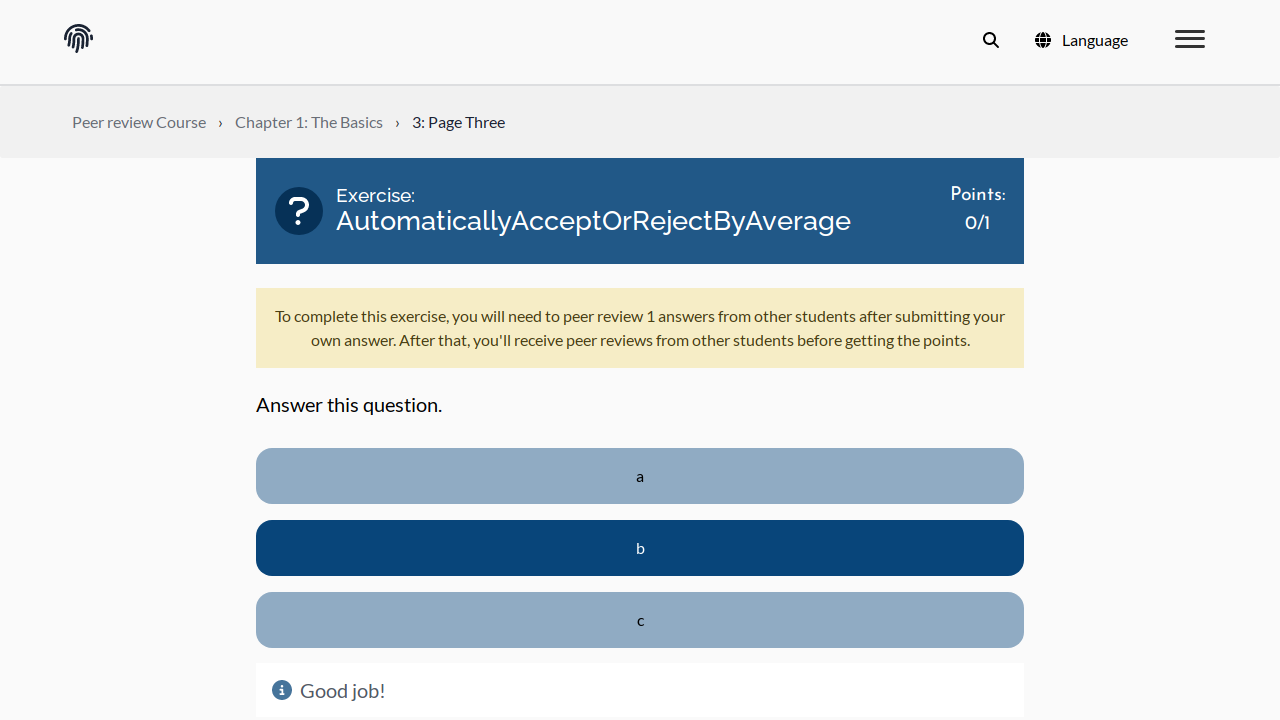 Language
Peer review Course › Chapter 1: The Basics › 3: Page Three
Exercise:
AutomaticallyAcceptOrRejectByAverage
Points:
0/1
To complete this exercise, you will need to peer review 1 answers from other students after submitting your
own answer. After that, you'll receive peer reviews from other students before getting the points.
Answer this question.
a
b
c
Good job!